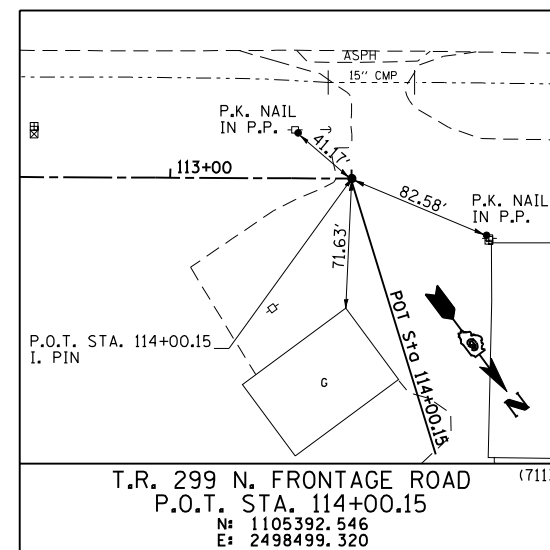 ASPH
15" CMP
P.K. NAIL
IN P.P.
41.17'
113+00
82.58'
P.K. NAIL
IN P.P.
71.63'
POT Sta 114+00.15
P.O.T. STA. 114+00.15
I. PIN
G
N
T.R. 299 N. FRONTAGE ROAD
(711
P.O.T. STA. 114+00.15
N: 1105392.546
E: 2498499.320